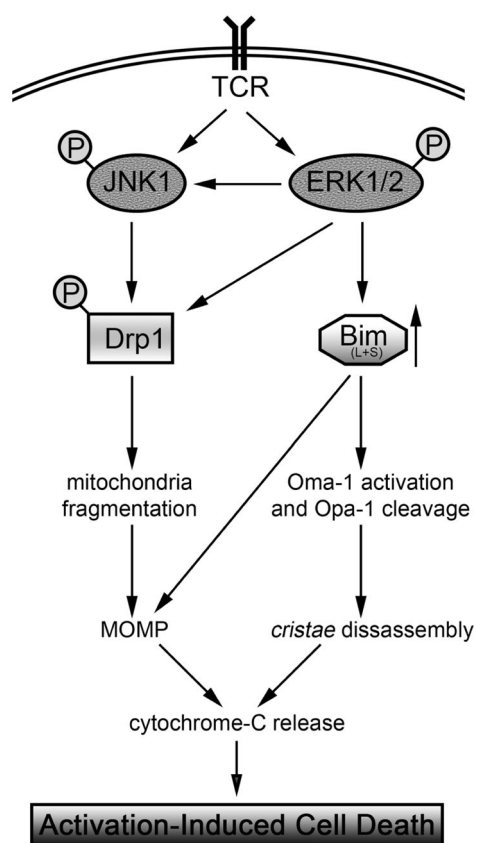 TCR
P
P
JNK1
ERK1/2
P
Drp1
Bim
(L+S)
mitochondria
fragmentation
Oma-1 activation
and Opa-1 cleavage
MOMP
cristae dissassembly
cytochrome-C release
Activation-Induced Cell Death